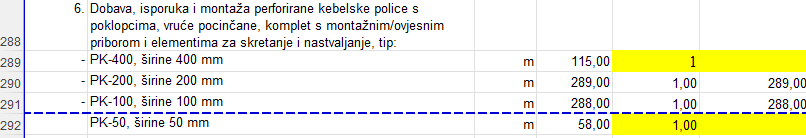 6. Dobava, isporuka i montaža perforirane kebelske police s
poklopcima, vruće pocinčane, komplet s montažnim/ovjesnim
288 priborom i elementima za skretanje i nastvaljanje, tip:
289 - PK-400, širine 400 mm m 115,00 1
290 - PK-200, širine 200 mm m 289,00 1,00 289,00
291 - PK-100, širine 100 mm m 288,00 1,00 288,00
292 PK-50, širine 50 mm m 58,00 1,00